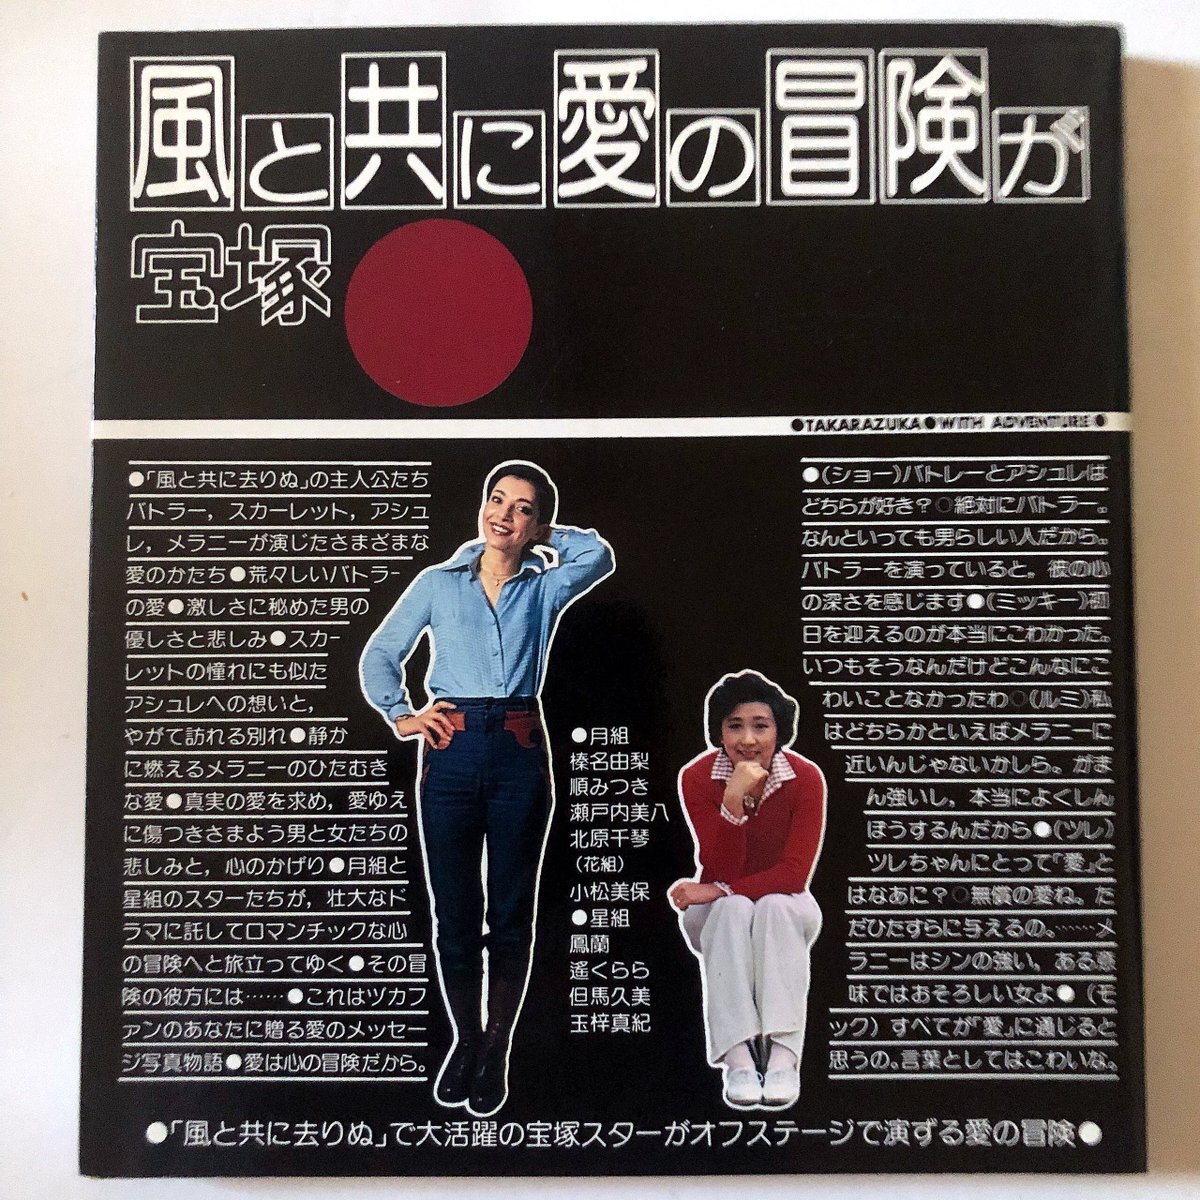 風と共に愛の冒険が
宝塚
●TAKARAZUKA●WITH ADVENTURE●
●「風と共に去りぬ」の主人公たち
バトラー，スカーレット，アシュ
レ，メラニーが演じたさまざまな
愛のかたち●荒々しいバトラー
の愛●激しさに秘めた男の
優しさと悲しみ●スカー
レットの憧れにも似た
アシュレへの想いと，
やがて訪れる別れ●静か
に燃えるメラニーのひたむき
な愛●真実の愛を求め，愛ゆえ
に傷つきさまよう男と女たちの
悲しみと，心のかげり●月組と
星組のスターたちが，壮大なド
ラマに託してロマンチックな心
の冒険へと旅立ってゆく●その冒
険の彼方には……●これはヅカフ
ァンのあなたに贈る愛のメッセー
ジ写真物語●愛は心の冒険だから。
●月組
榛名由梨
順みつき
瀬戸内美八
北原千琴
（花組）
小松美保
●星組
鳳蘭
遙くらら
但馬久美
玉梓真紀
●（ショー）バトレーとアシュレは
どちらが好き？○絶対にバトラー。
なんといっても男らしい人だから。
バトラーを演っていると，彼の心
の深さを感じます●（ミッキー）初
日を迎えるのが本当にこわかった。
いつもそうなんだけどこんなにこ
わいことなかったわ○（ルミ）私
はどちらかといえばメラニーに
近いんじゃないかしら。がま
ん強いし，本当によくしん
ぼうするんだから●（ツレ）
ツレちゃんにとって「愛」と
はなあに？○無償の愛ね。た
だひたすらに与えるの。……メ
ラニーはシンの強い，ある意
味ではおそろしい女よ●（モ
ック）すべてが「愛」に通じると
思うの。言葉としてはこわいな。
●「風と共に去りぬ」で大活躍の宝塚スターがオフステージで演ずる愛の冒険●